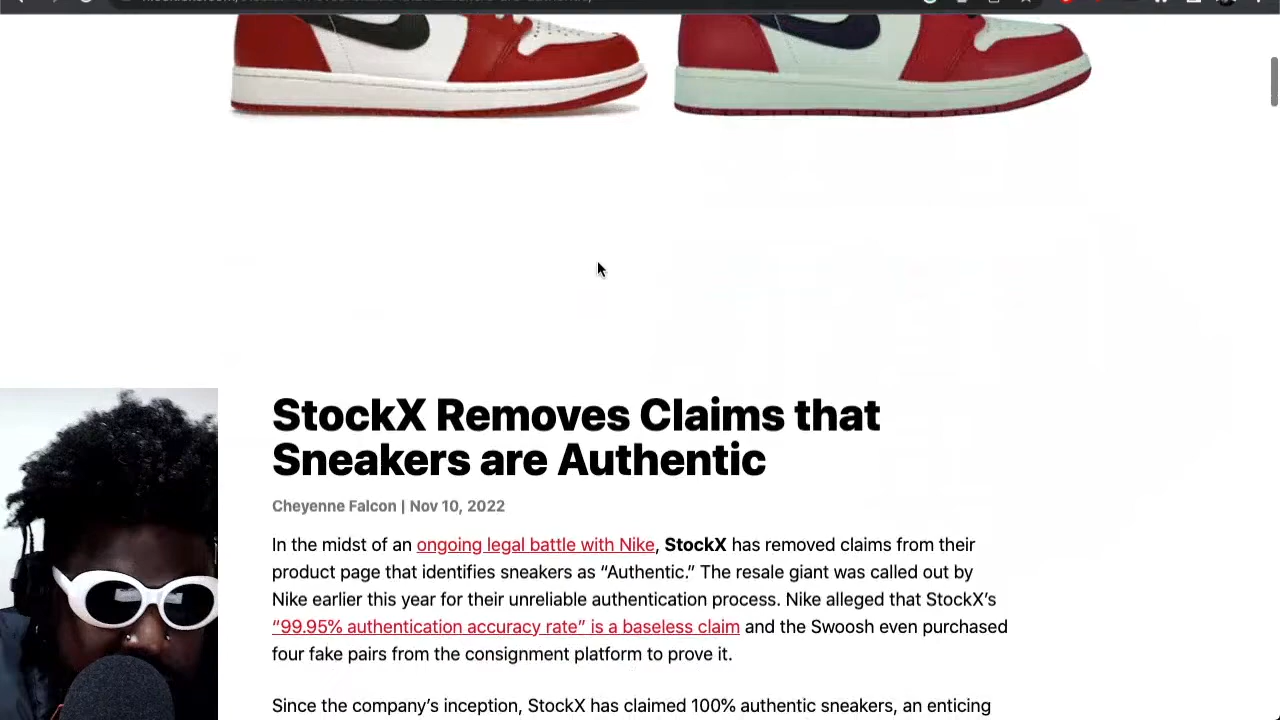 StockX Removes Claims that
Sneakers are Authentic
Cheyenne Falcon | Nov 10, 2022
In the midst of an ongoing legal battle with Nike, StockX has removed claims from their
product page that identifies sneakers as “Authentic.” The resale giant was called out by
Nike earlier this year for their unreliable authentication process. Nike alleged that StockX’s
“99.95% authentication accuracy rate” is a baseless claim and the Swoosh even purchased
four fake pairs from the consignment platform to prove it.
Since the company’s inception, StockX has claimed 100% authentic sneakers, an enticing